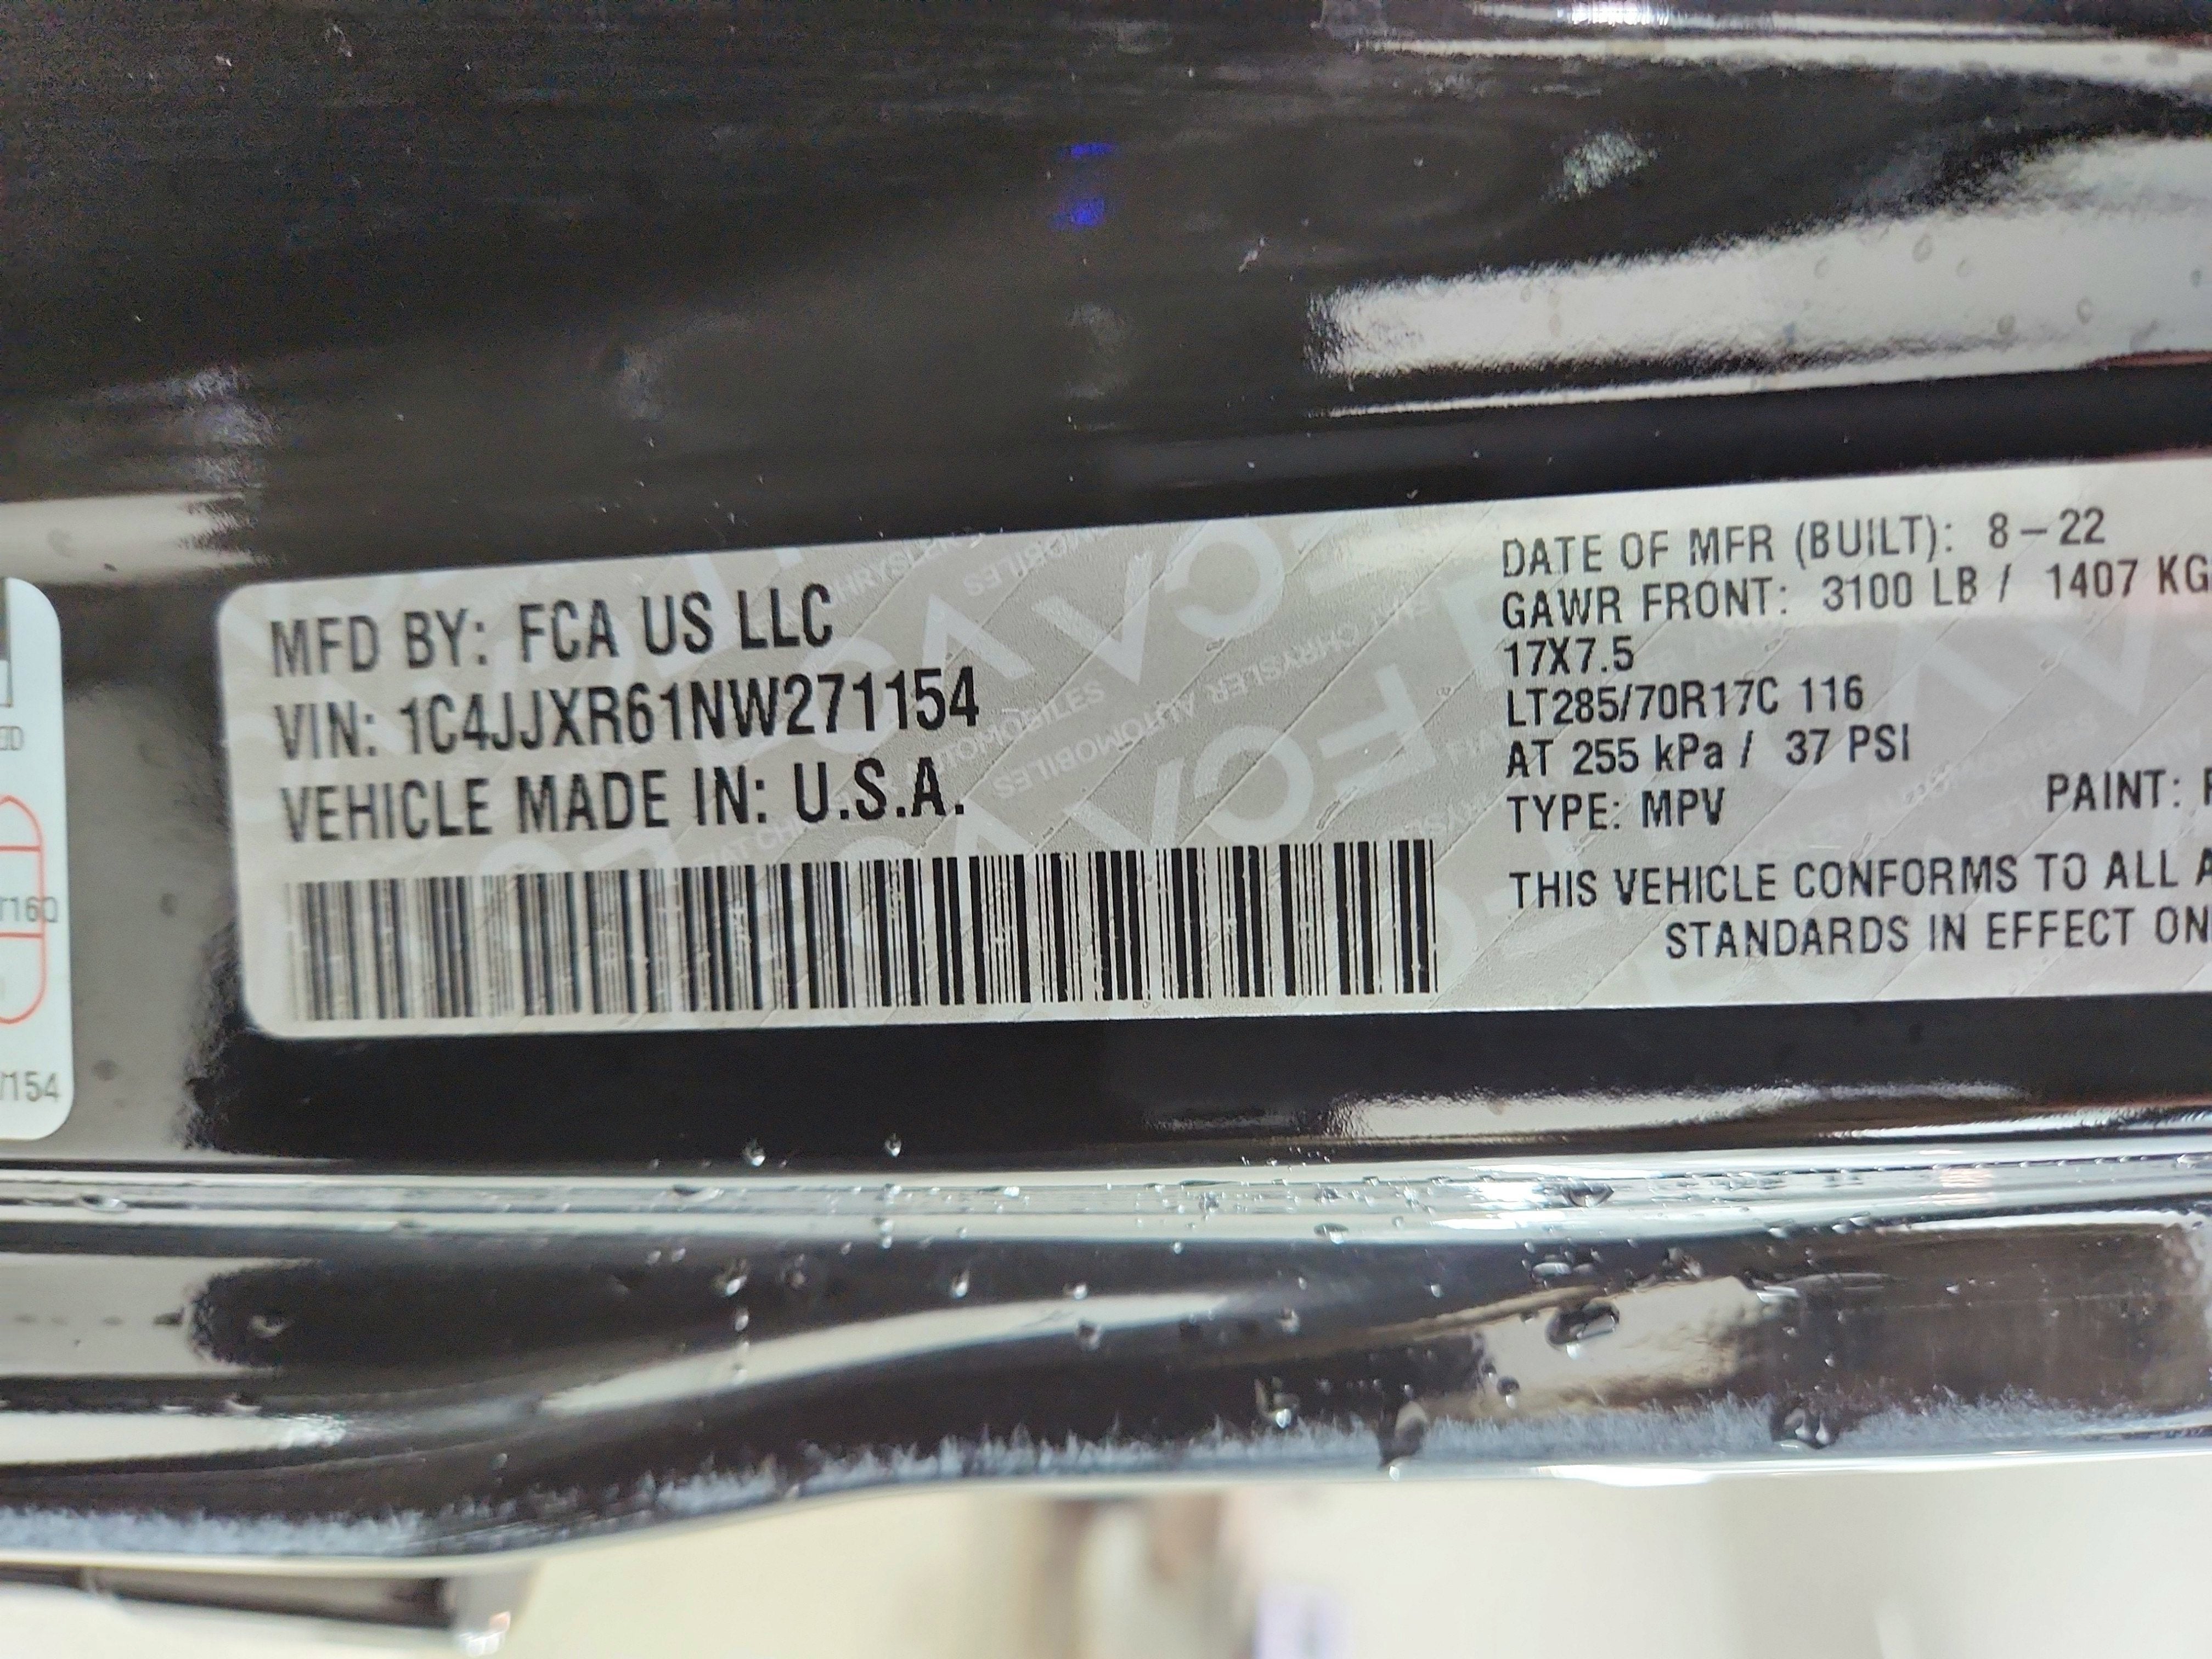 MFD BY: FCA US LLC
VIN: 1C4JJXR61NW271154
VEHICLE MADE IN: U.S.A.
DATE OF MFR (BUILT): 8-22
GAWR FRONT: 3100 LB / 1407 KG
17X7.5
LT285/70R17C 116
AT 255 kPa / 37 PSI
TYPE: MPV PAINT:
THIS VEHICLE CONFORMS TO ALL
STANDARDS IN EFFECT ON